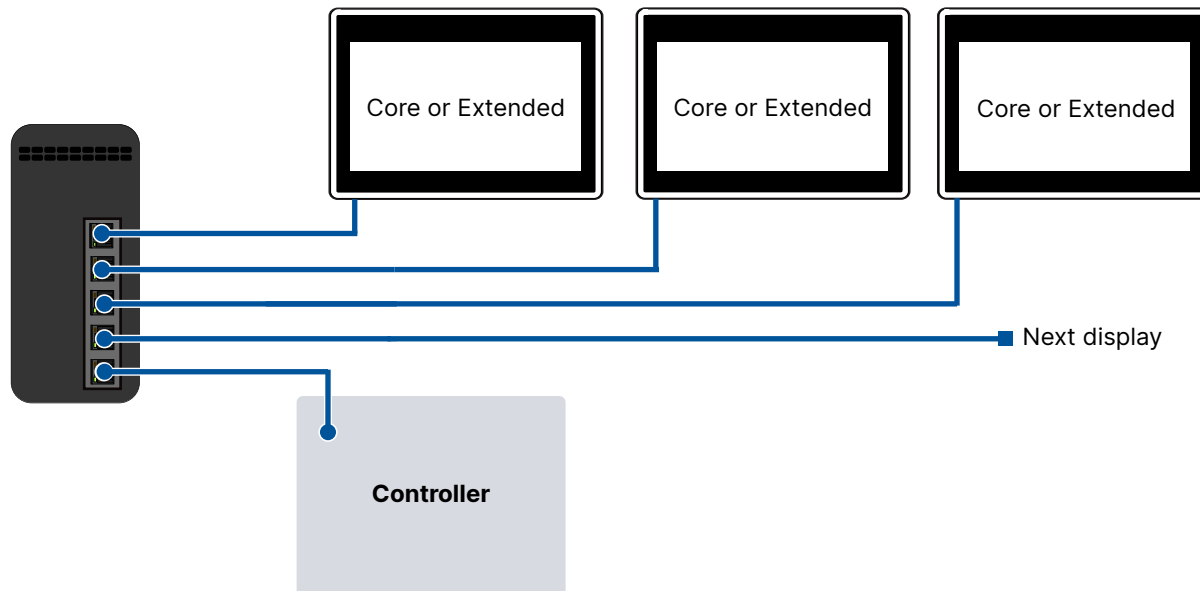 Core or Extended
Core or Extended
Core or Extended
Next display
Controller